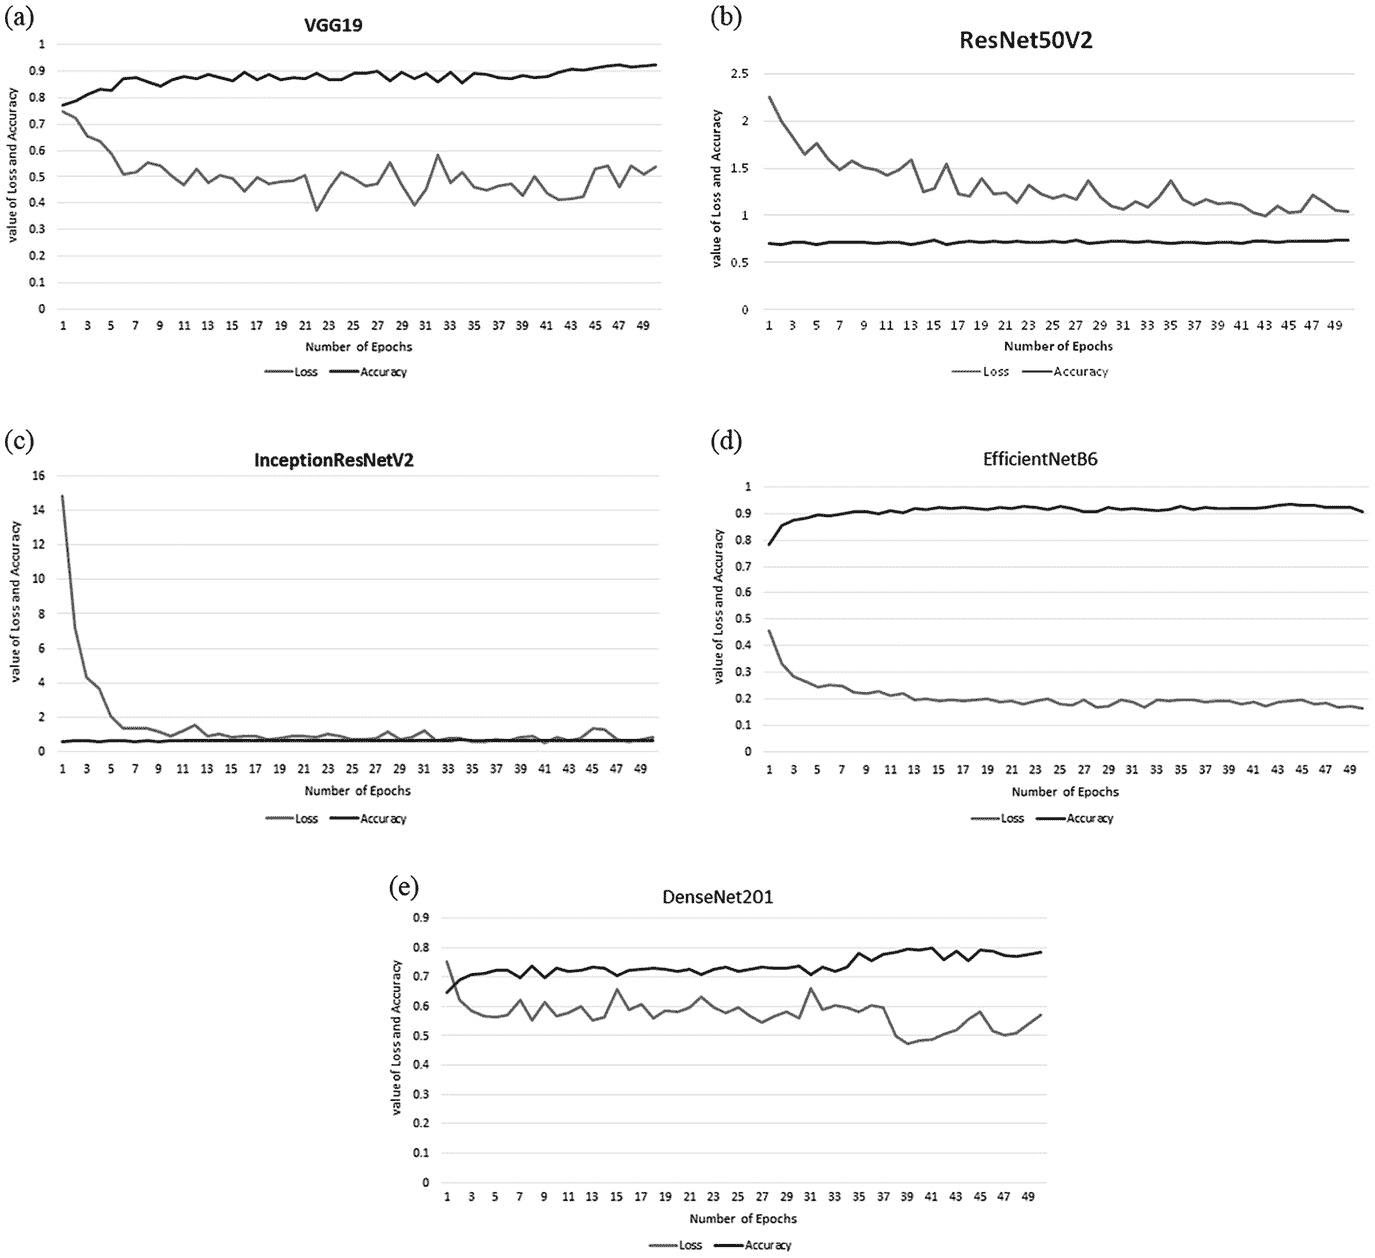 (a)
VGG19
1
0.9
0.8
0.7
0.6
0.5
0.4
0.3
0.2
0.1
0
value of Loss and Accuracy
1 3 5 7 9 11 13 15 17 19 21 23 25 27 29 31 33 35 37 39 41 43 45 47 49
Number of Epochs
Loss Accuracy
(b)
ResNet50V2
2.5
2
1.5
1
0.5
0
value of Loss and Accuracy
1 3 5 7 9 11 13 15 17 19 21 23 25 27 29 31 33 35 37 39 41 43 45 47 49
Number of Epochs
Loss Accuracy
(c)
InceptionResNetV2
16
14
12
10
8
6
4
2
0
value of Loss and Accuracy
1 3 5 7 9 11 13 15 17 19 21 23 25 27 29 31 33 35 37 39 41 43 45 47 49
Number of Epochs
Loss Accuracy
(d)
EfficientNetB6
1
0.9
0.8
0.7
0.6
0.5
0.4
0.3
0.2
0.1
0
value of Loss and Accuracy
1 3 5 7 9 11 13 15 17 19 21 23 25 27 29 31 33 35 37 39 41 43 45 47 49
Number of Epochs
Loss Accuracy
(e)
DenseNet201
0.9
0.8
0.7
0.6
0.5
0.4
0.3
0.2
0.1
0
value of Loss and Accuracy
1 3 5 7 9 11 13 15 17 19 21 23 25 27 29 31 33 35 37 39 41 43 45 47 49
Number of Epochs
Loss Accuracy